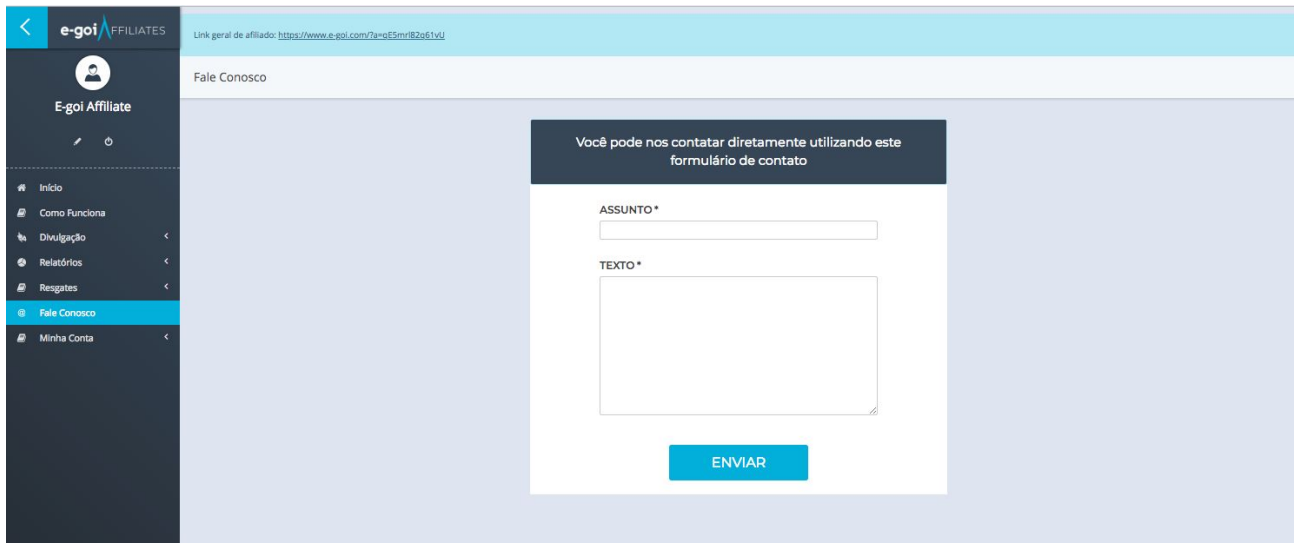 e-goi AFFILIATES
Link geral de afiliado: https://www.e-goi.com/?a=qE5mrl82q61vU
Fale Conosco
E-goi Affiliate
Início
Como Funciona
Divulgação
Relatórios
Resgates
@ Fale Conosco
Minha Conta
Você pode nos contatar diretamente utilizando este
formulário de contato
ASSUNTO*
TEXTO*
ENVIAR